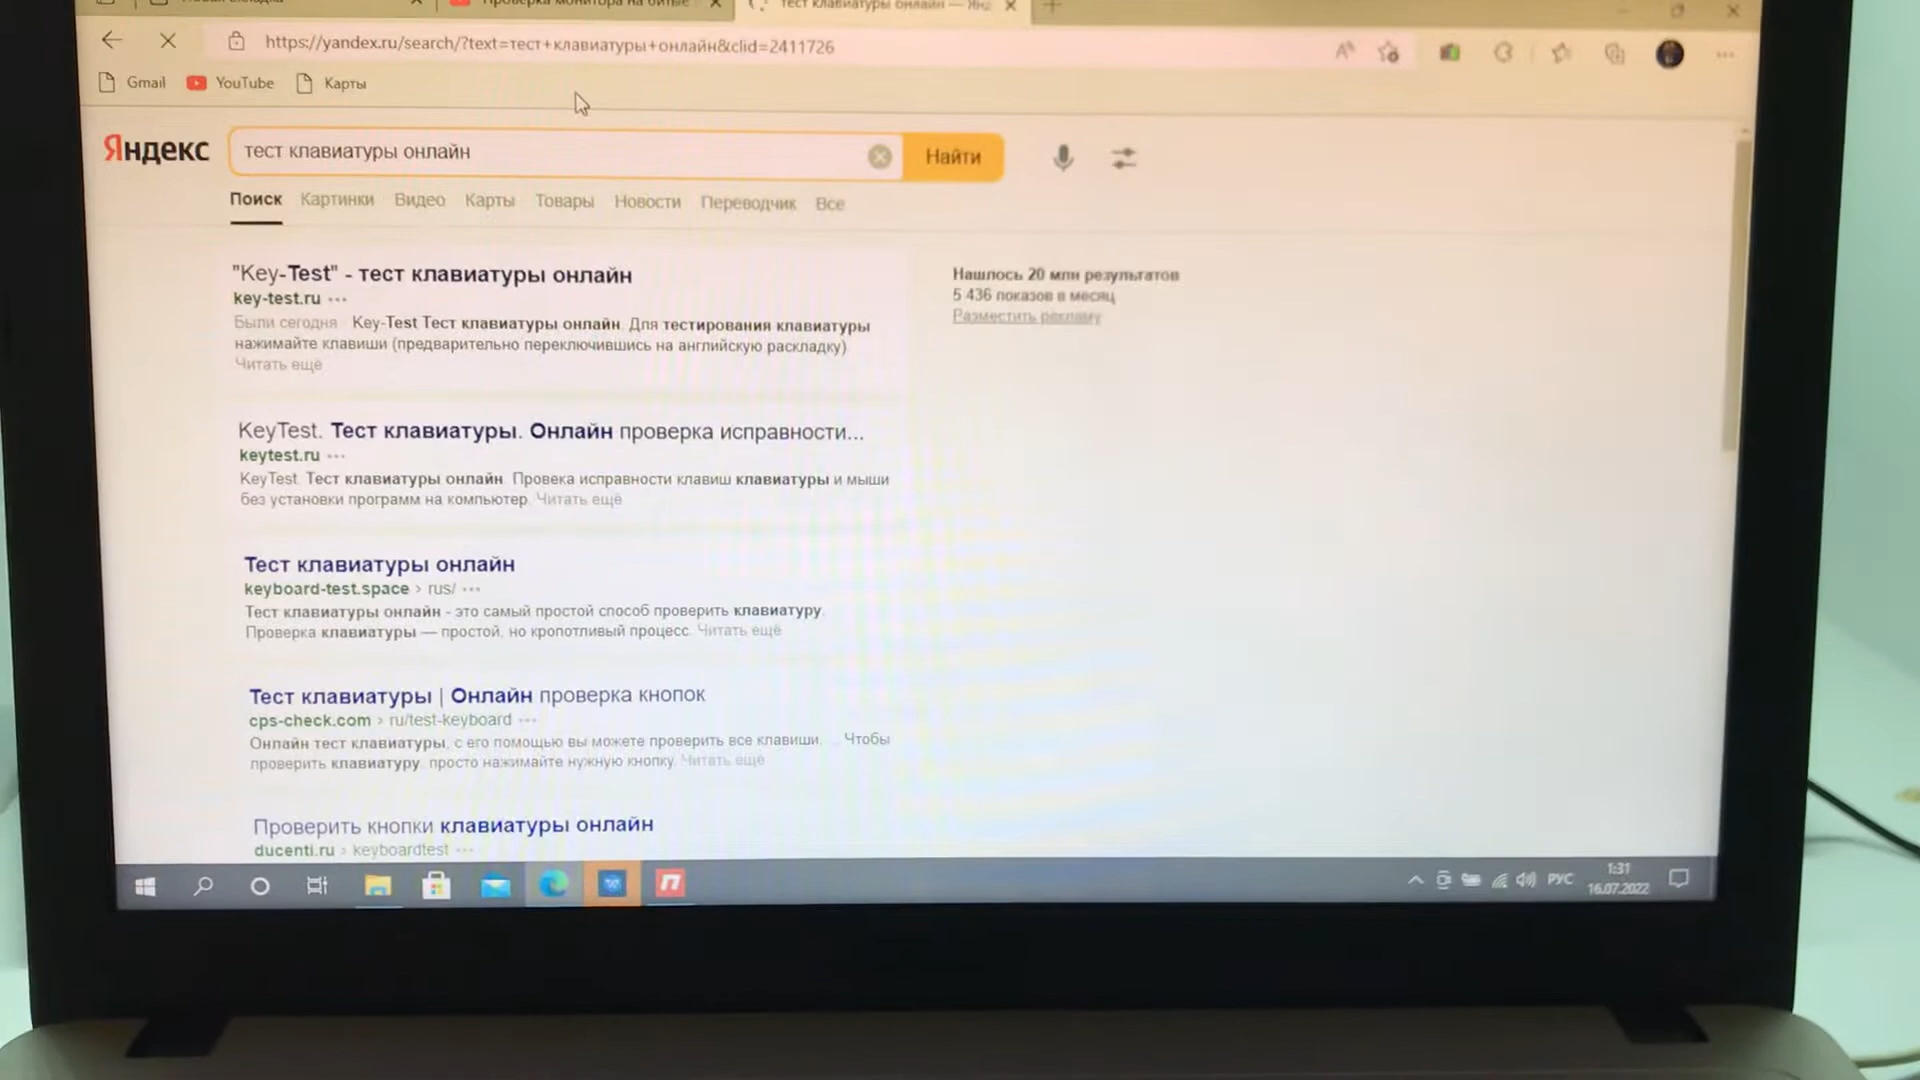 тест клавиатуры онлайн — Янд
https://yandex.ru/search/?text=тест+клавиатуры+онлайн&clid=2411726
Gmail YouTube Карты
Яндекс тест клавиатуры онлайн Найти
Поиск Картинки Видео Карты Товары Новости Переводчик Все
"Key-Test" - тест клавиатуры онлайн
key-test.ru
Были сегодня Key-Test Тест клавиатуры онлайн. Для тестирования клавиатуры
нажимайте клавиши (предварительно переключившись на английскую раскладку)
Читать ещё
Нашлось 20 млн результатов
5 436 показов в месяц
Разместить рекламу
KeyTest. Тест клавиатуры. Онлайн проверка исправности...
keytest.ru
KeyTest. Тест клавиатуры онлайн. Провека исправности клавиш клавиатуры и мыши
без установки программ на компьютер. Читать ещё
Тест клавиатуры онлайн
keyboard-test.space › rus/
Тест клавиатуры онлайн - это самый простой способ проверить клавиатуру.
Проверка клавиатуры — простой, но кропотливый процесс. Читать ещё
Тест клавиатуры | Онлайн проверка кнопок
cps-check.com › ru/test-keyboard
Онлайн тест клавиатуры, с его помощью вы можете проверить все клавиши. Чтобы
проверить клавиатуру, просто нажимайте нужную кнопку. Читать ещё
Проверить кнопки клавиатуры онлайн
ducenti.ru › keyboardtest
РУС 1:31
16.07.2022